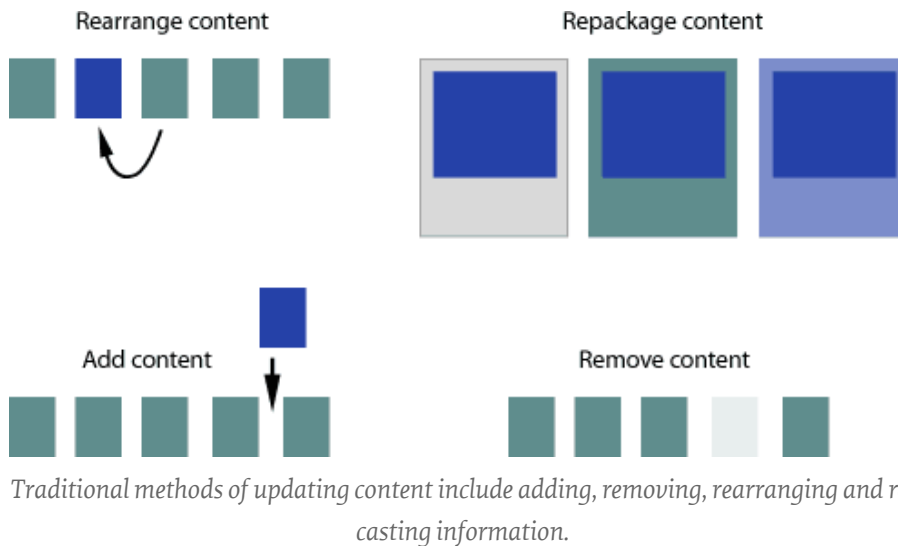 Rearrange content
Repackage content
Add content
Remove content
Traditional methods of updating content include adding, removing, rearranging and
casting information.